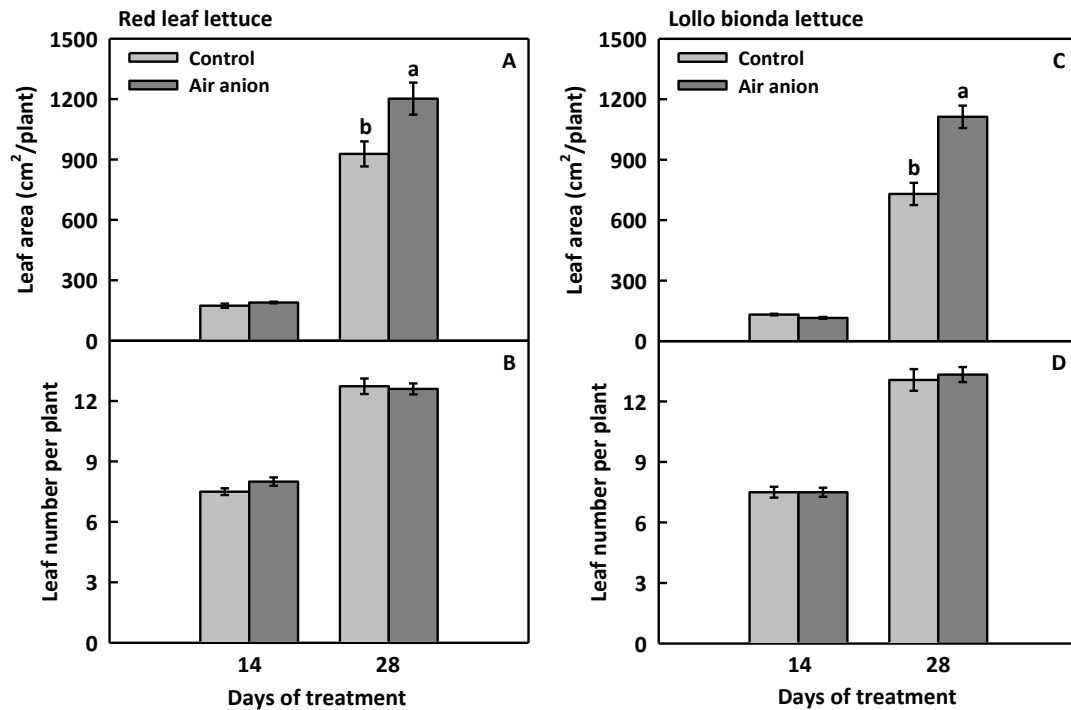 Red leaf lettuce
1500
1200
900
600
300
0
Leaf area (cm²/plant)
Control
Air anion
A
b
a
12
9
6
3
0
Leaf number per plant
B
14
28
Days of treatment
Lollo bionda lettuce
1500
1200
900
600
300
0
Leaf area (cm²/plant)
Control
Air anion
C
b
a
12
9
6
3
0
Leaf number per plant
D
14
28
Days of treatment